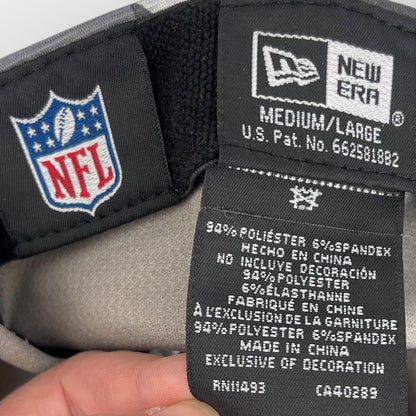 NFL
NEW
ERA
MEDIUM/LARGE ®
U.S. Pat. No. 6625818B2
94% POLIÉSTER 6%SPANDEX
HECHO EN CHINA
NO INCLUYE DECORACIÓN
94% POLYESTER
6%ÉLASTHANNE
FABRIQUÉ EN CHINE
À L'EXCLUSION DE LA GARNITURE
94% POLYESTER 6%SPANDEX
MADE IN CHINA
EXCLUSIVE OF DECORATION
RN11493 CA40289